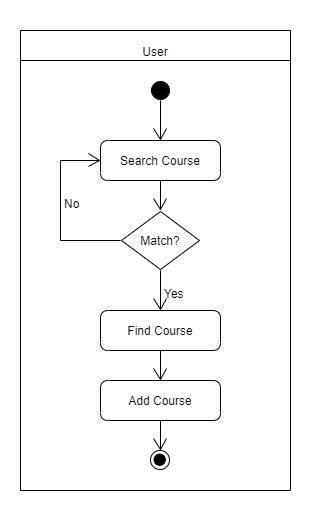 User
Search Course
No
Match?
Yes
Find Course
Add Course